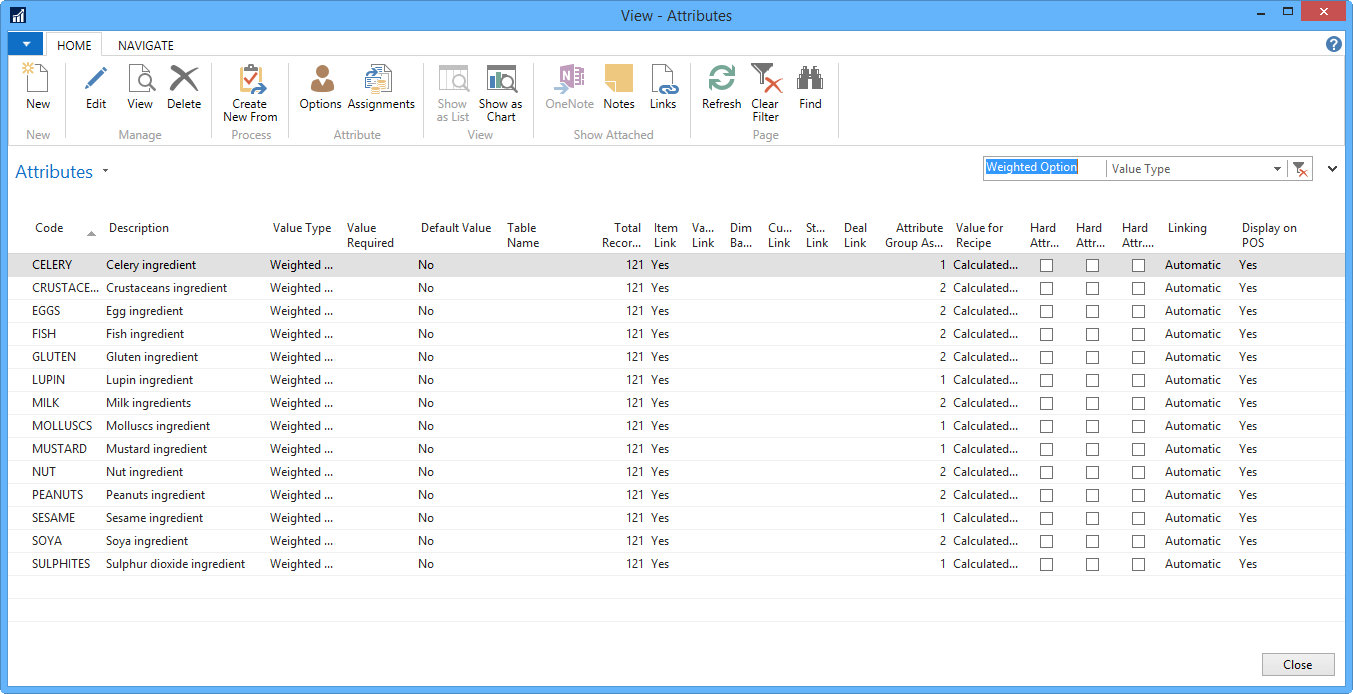 View - Attributes
HOME NAVIGATE
New Edit View Delete Create New From Options Assignments Show as List Show as Chart OneNote Notes Links Refresh Clear Filter Find
New Manage Process Attribute View Show Attached Page
Attributes
Weighted Option Value Type
Code Description Value Type Value Required Default Value Table Name Total Recor... Item Link Va... Link Dim Ba... Cu... Link St... Link Deal Link Attribute Group As... Value for Recipe Hard Attr... Hard Attr... Hard Attr.... Linking Display on POS
CELERY Celery ingredient Weighted ... No 121 Yes 1 Calculated... Automatic Yes
CRUSTACE... Crustaceans ingredient Weighted ... No 121 Yes 2 Calculated... Automatic Yes
EGGS Egg ingredient Weighted ... No 121 Yes 2 Calculated... Automatic Yes
FISH Fish ingredient Weighted ... No 121 Yes 2 Calculated... Automatic Yes
GLUTEN Gluten ingredient Weighted ... No 121 Yes 2 Calculated... Automatic Yes
LUPIN Lupin ingredient Weighted ... No 121 Yes 1 Calculated... Automatic Yes
MILK Milk ingredients Weighted ... No 121 Yes 2 Calculated... Automatic Yes
MOLLUSCS Molluscs ingredient Weighted ... No 121 Yes 1 Calculated... Automatic Yes
MUSTARD Mustard ingredient Weighted ... No 121 Yes 1 Calculated... Automatic Yes
NUT Nut ingredient Weighted ... No 121 Yes 2 Calculated... Automatic Yes
PEANUTS Peanuts ingredient Weighted ... No 121 Yes 2 Calculated... Automatic Yes
SESAME Sesame ingredient Weighted ... No 121 Yes 1 Calculated... Automatic Yes
SOYA Soya ingredient Weighted ... No 121 Yes 2 Calculated... Automatic Yes
SULPHITES Sulphur dioxide ingredient Weighted ... No 121 Yes 1 Calculated... Automatic Yes
Close